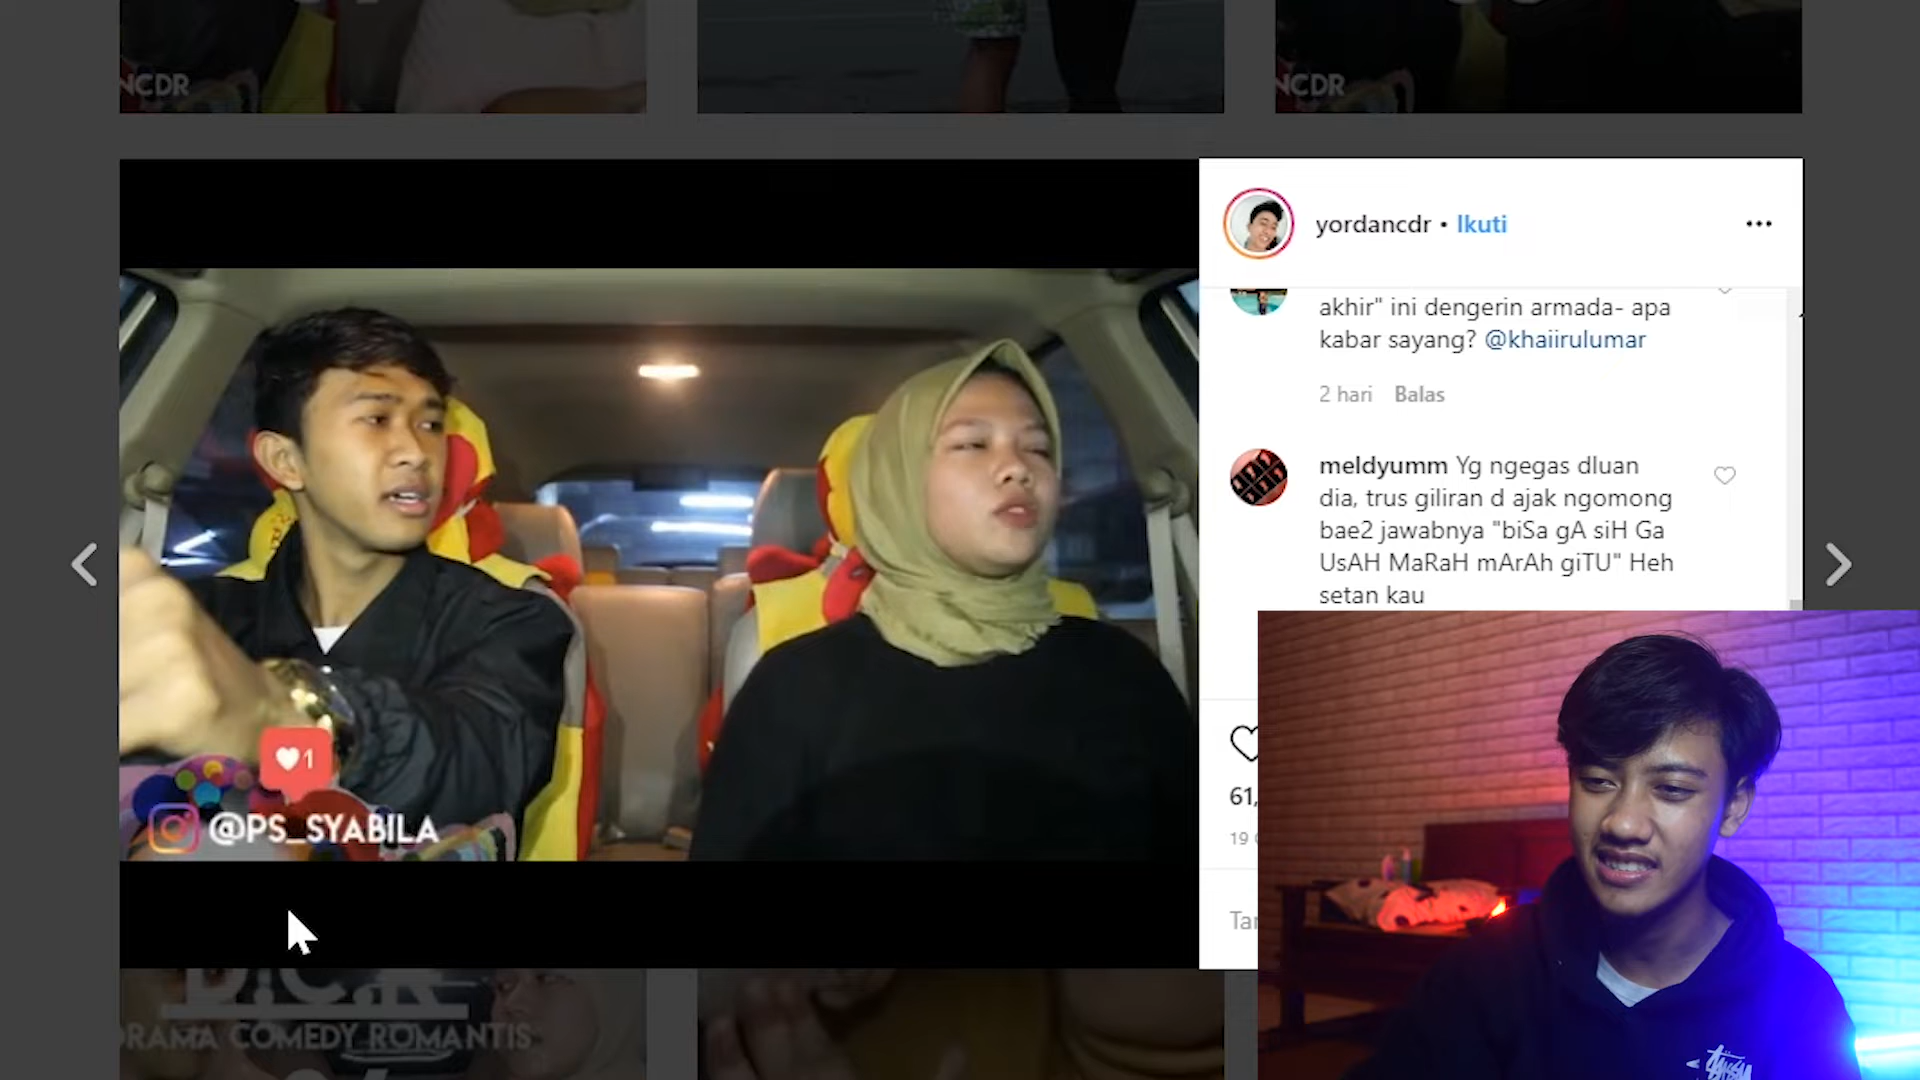 NCDR
NCDR
yordancdr • Ikuti
akhir" ini dengerin armada- apa
kabar sayang? @khaiirulumar
2 hari Balas
meldyumm Yg ngegas dluan
dia, trus giliran d ajak ngomong
bae2 jawabnya "biSa gA siH Ga
UsAH MaRaH mArAh giTU" Heh
setan kau
1
@PS_SYABILA
61,
19
D.C.R
DRAMA COMEDY ROMANTIS